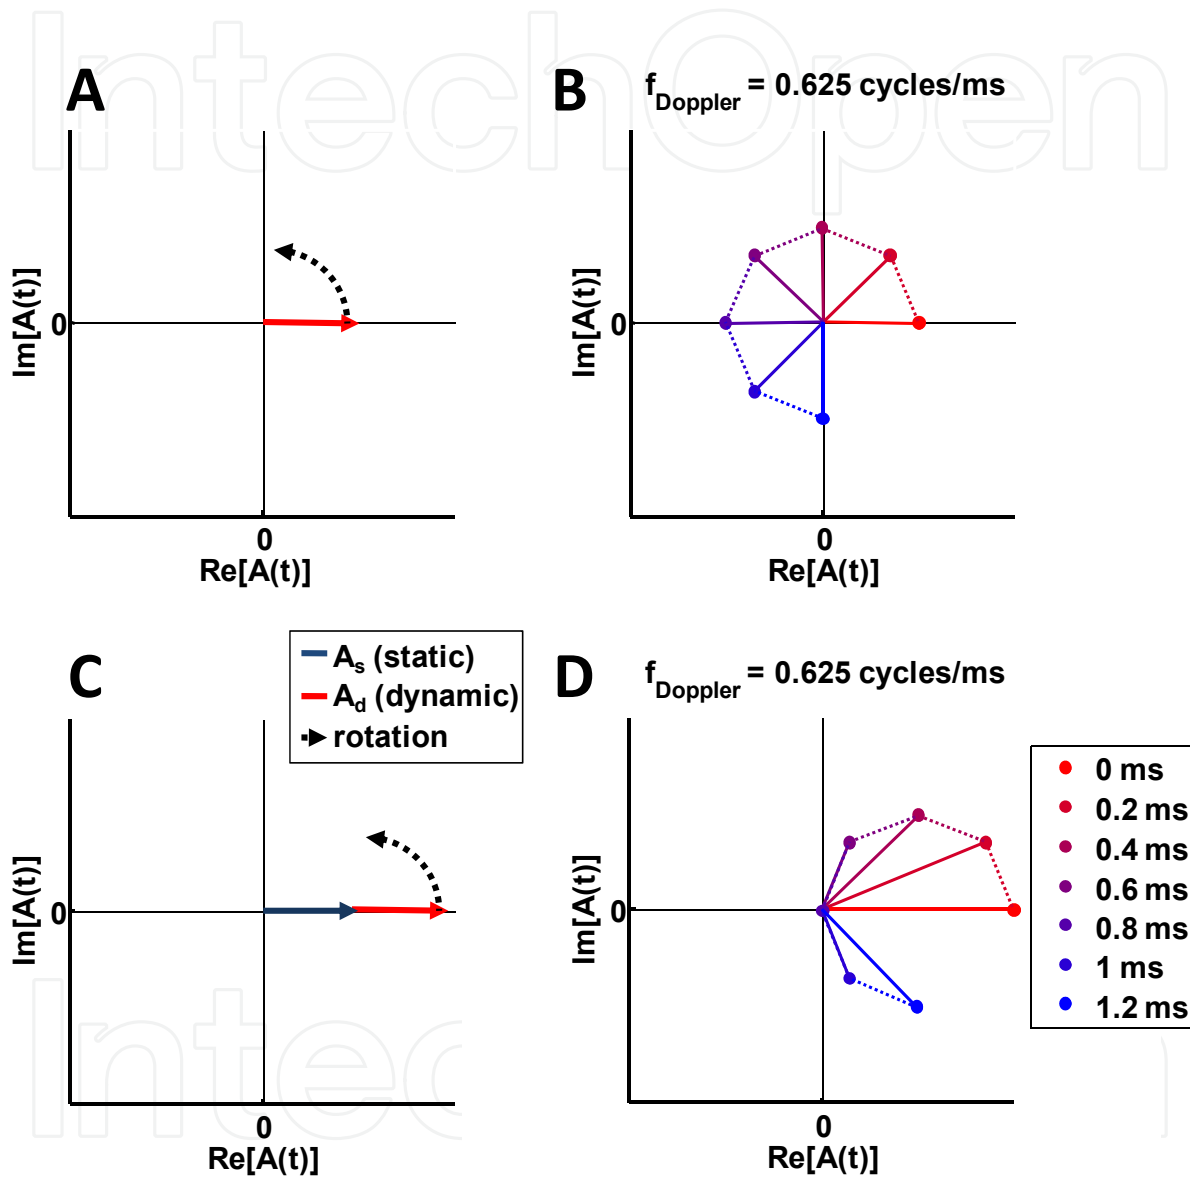 IntechOpen
A
B
f_Doppler = 0.625 cycles/ms
Im[A(t)]
0
0
Re[A(t)]
Im[A(t)]
0
0
Re[A(t)]
C
A_s (static)
A_d (dynamic)
rotation
D
f_Doppler = 0.625 cycles/ms
Im[A(t)]
0
0
Re[A(t)]
Im[A(t)]
0
0
Re[A(t)]
0 ms
0.2 ms
0.4 ms
0.6 ms
0.8 ms
1 ms
1.2 ms
Intec